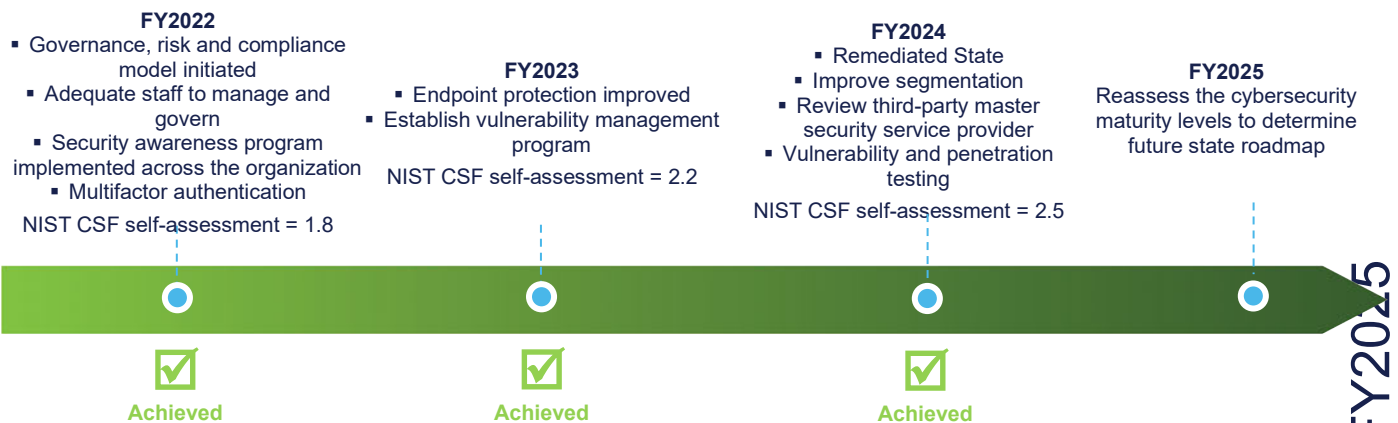 FY2022
▪ Governance, risk and compliance
model initiated
▪ Adequate staff to manage and
govern
▪ Security awareness program
implemented across the organization
▪ Multifactor authentication
NIST CSF self-assessment = 1.8
FY2023
▪ Endpoint protection improved
▪ Establish vulnerability management
program
NIST CSF self-assessment = 2.2
FY2024
▪ Remediated State
▪ Improve segmentation
▪ Review third-party master
security service provider
▪ Vulnerability and penetration
testing
NIST CSF self-assessment = 2.5
FY2025
Reassess the cybersecurity
maturity levels to determine
future state roadmap
FY2025
Achieved
Achieved
Achieved